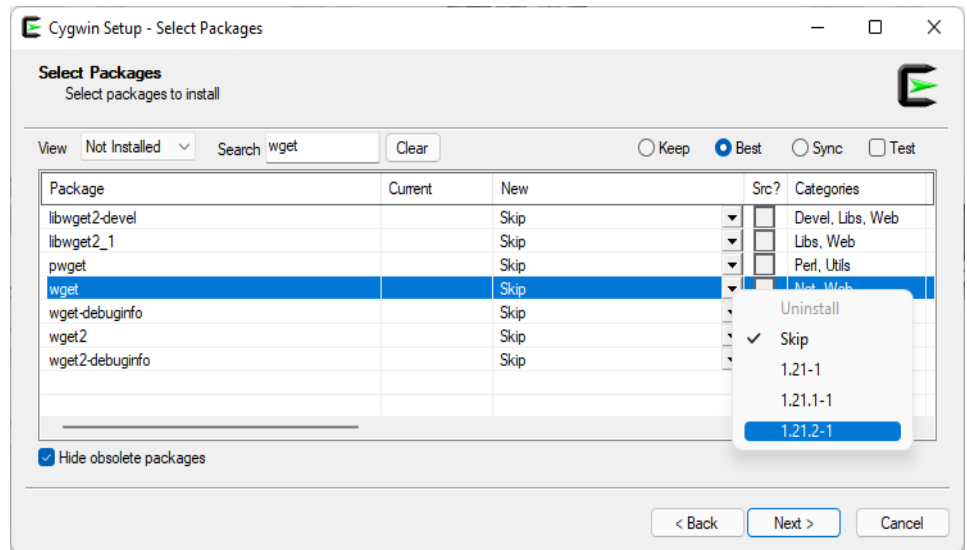 Cygwin Setup - Select Packages
Select Packages
Select packages to install
View Not Installed Search wget Clear Keep Best Sync Test
Package Current New Src? Categories
libwget2-devel Skip Devel, Libs, Web
libwget2_1 Skip Libs, Web
pwget Skip Perl, Utils
wget Skip Net, Web
wget-debuginfo Skip
Uninstall
wget2 Skip
Skip
wget2-debuginfo Skip
1.21-1
1.21.1-1
1.21.2-1
Hide obsolete packages
< Back Next > Cancel